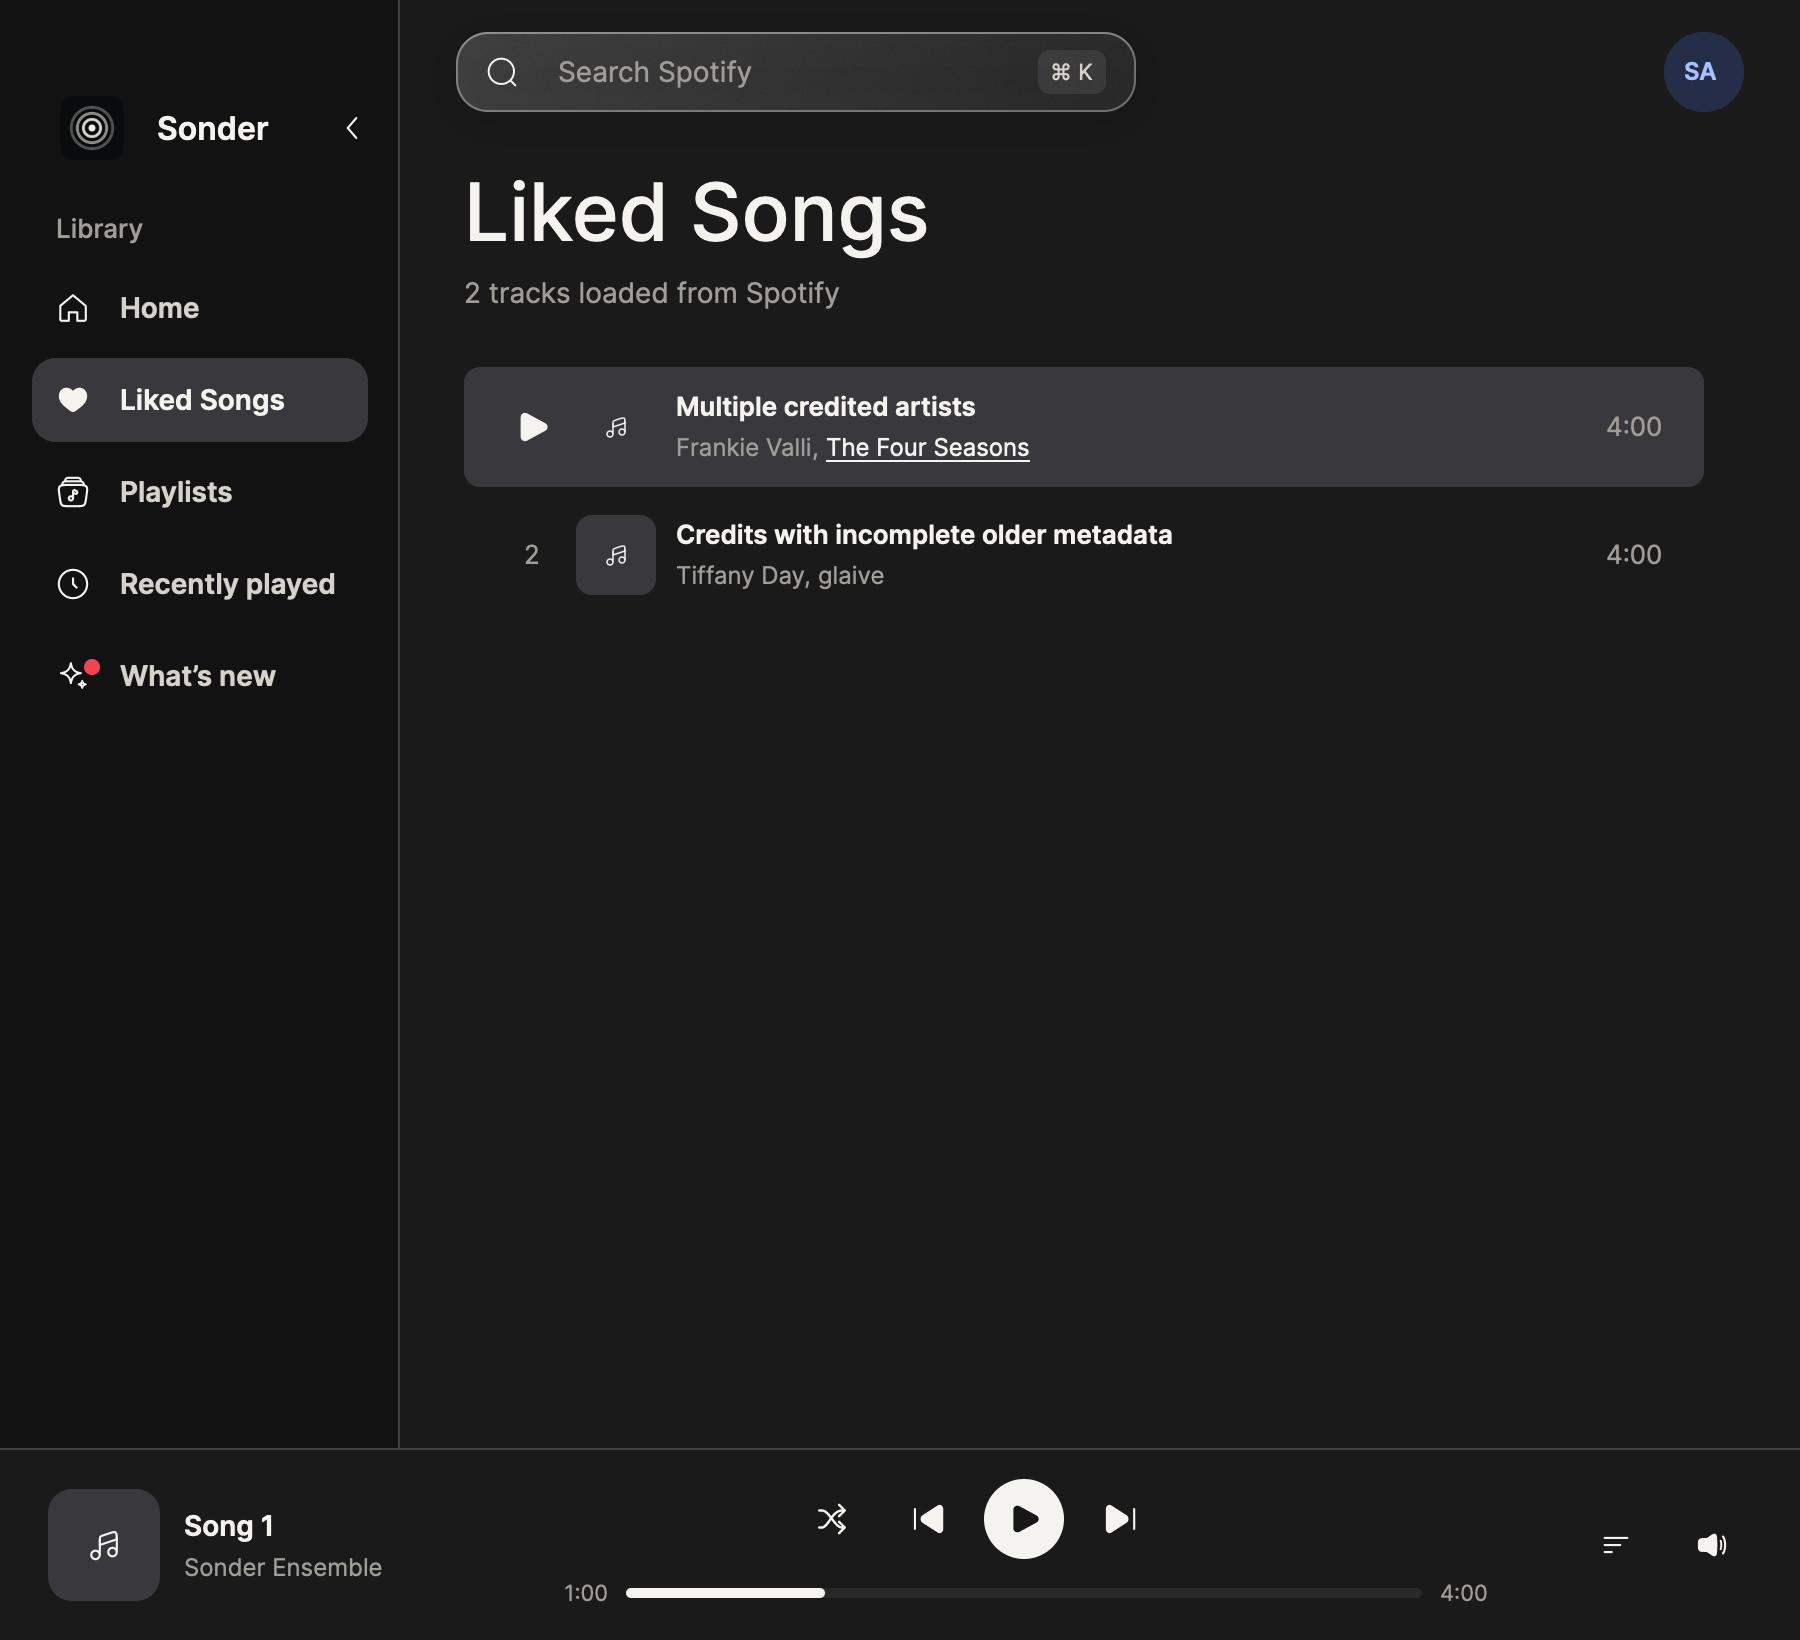 Search Spotify
⌘ K
SA
Sonder
Library
Home
Liked Songs
Playlists
Recently played
What’s new
Liked Songs
2 tracks loaded from Spotify
Multiple credited artists
Frankie Valli, The Four Seasons
4:00
2
Credits with incomplete older metadata
Tiffany Day, glaive
4:00
Song 1
Sonder Ensemble
1:00
4:00